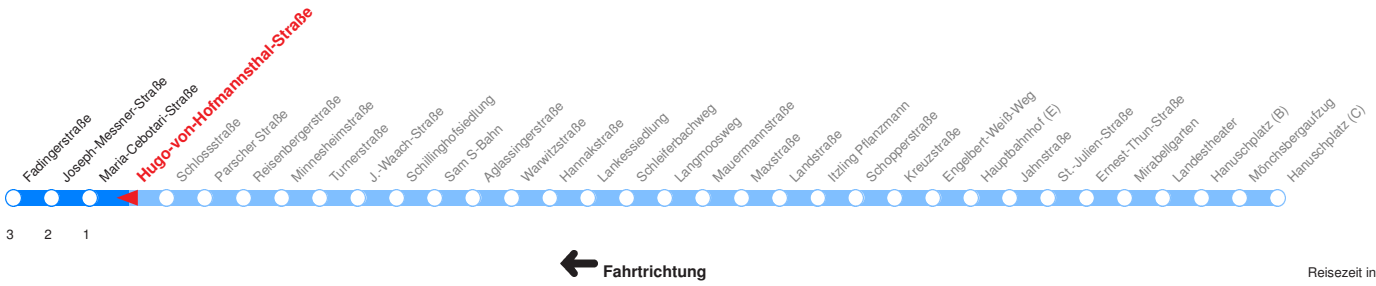 Fadingerstraße
Joseph-Messner-Straße
Maria-Cebotari-Straße
Hugo-von-Hofmannsthal-Straße
Schlossstraße
Parscher Straße
Reisenbergerstraße
Minnesheimstraße
Turnerstraße
J.-Waach-Straße
Schillinghofsiedlung
Sam S-Bahn
Aglassingerstraße
Warwitzstraße
Hannakstraße
Lankessiedlung
Schleiferbachweg
Langmoosweg
Mauermannstraße
Maxstraße
Landstraße
Itzling Pflanzmann
Schopperstraße
Kreuzstraße
Engelbert-Weiß-Weg
Hauptbahnhof (E)
Jahnstraße
St.-Julien-Straße
Ernest-Thun-Straße
Mirabellgarten
Landestheater
Hanuschplatz (B)
Mönchsbergaufzug
Hanuschplatz (C)
3 2 1
Fahrtrichtung
Reisezeit in